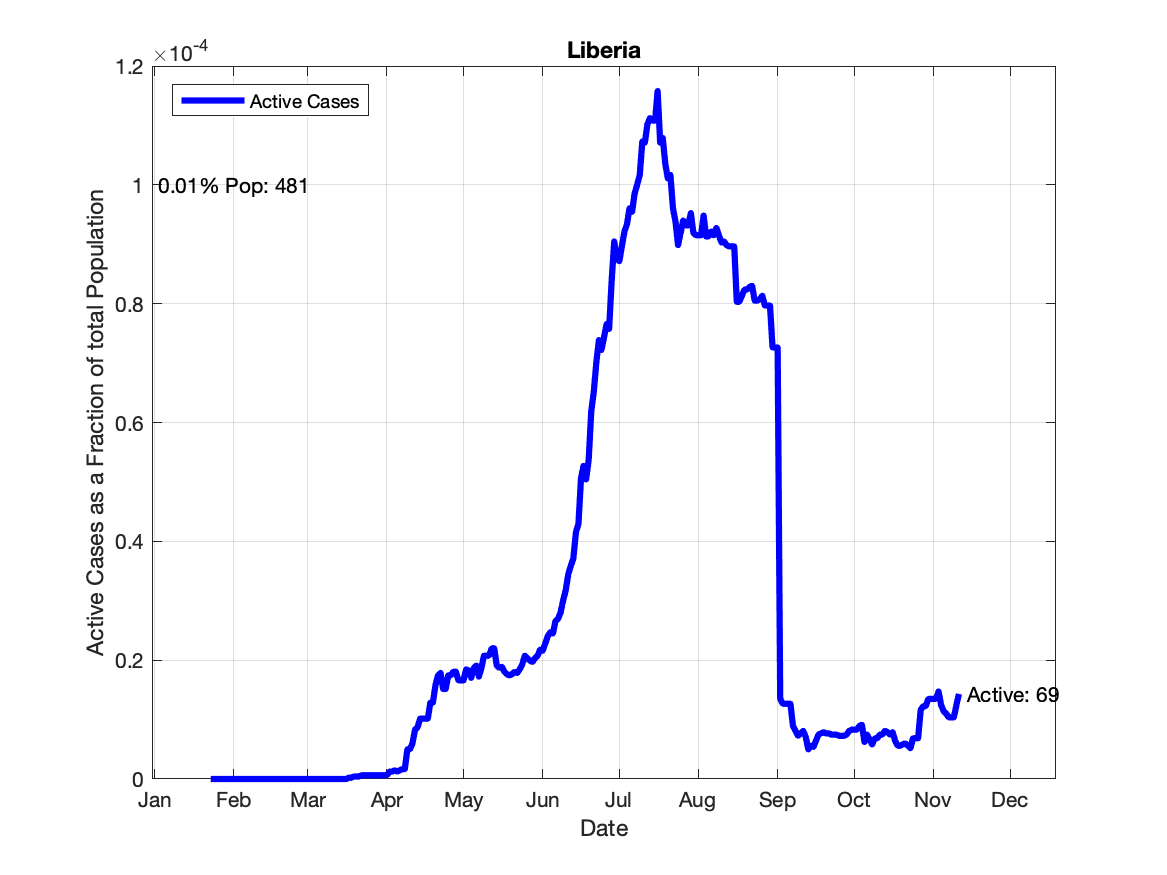 Liberia
×10-4
Active Cases
0.01% Pop: 481
Active: 69
1.2
1
0.8
0.6
0.4
0.2
0
Active Cases as a Fraction of total Population
Jan Feb Mar Apr May Jun Jul Aug Sep Oct Nov Dec
Date